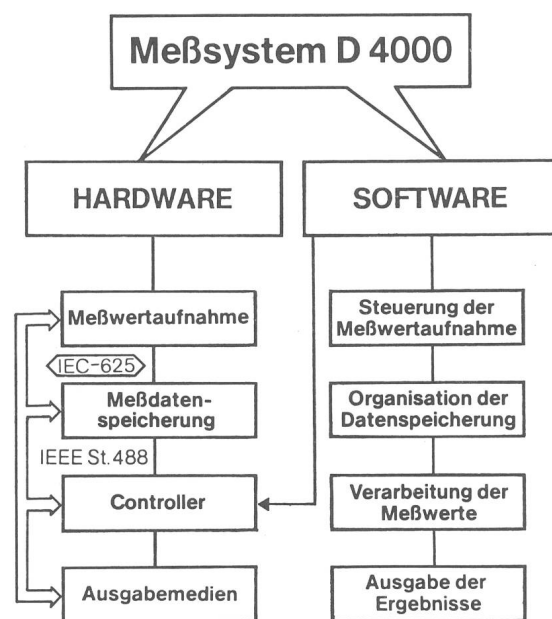 Meßsystem D 4000
HARDWARE
SOFTWARE
Meßwertaufnahme
IEC-625
Meßdaten-
speicherung
IEEE St. 488
Controller
Ausgabemedien
Steuerung der
Meßwertaufnahme
Organisation der
Datenspeicherung
Verarbeitung der
Meßwerte
Ausgabe der
Ergebnisse